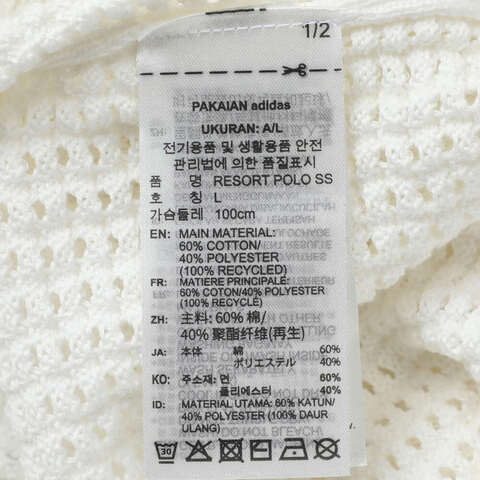 1/2
PAKAIAN adidas
UKURAN: A/L
전기용품 및 생활용품 안전
관리법에 의한 품질표시
품 명 RESORT POLO SS
호 칭 L
가슴둘레 100cm
EN: MAIN MATERIAL:
60% COTTON/
40% POLYESTER
(100% RECYCLED)
FR: MATIERE PRINCIPALE:
60% COTON/40% POLYESTER
(100% RECYCLE)
ZH: 主料: 60% 棉/
40% 聚酯纤维(再生)
JA: 本体 綿 60%
ポリエステル 40%
KO: 주소재: 면 60%
폴리에스터 40%
ID: MATERIAL UTAMA: 60% KATUN/
40% POLYESTER (100% DAUR
ULANG)
30